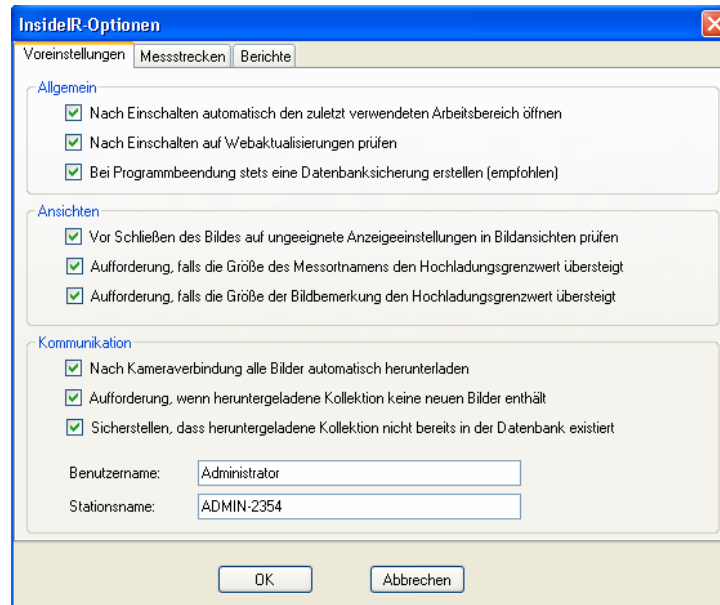 InsideIR-Optionen
Voreinstellungen Messstrecken Berichte
Allgemein
Nach Einschalten automatisch den zuletzt verwendeten Arbeitsbereich öffnen
Nach Einschalten auf Webaktualisierungen prüfen
Bei Programmbeendung stets eine Datenbanksicherung erstellen (empfohlen)
Ansichten
Vor Schließen des Bildes auf ungeeignete Anzeigeeinstellungen in Bildansichten prüfen
Aufforderung, falls die Größe des Messortnamens den Hochladungsgrenzwert übersteigt
Aufforderung, falls die Größe der Bildbemerkung den Hochladungsgrenzwert übersteigt
Kommunikation
Nach Kameraverbindung alle Bilder automatisch herunterladen
Aufforderung, wenn heruntergeladene Kollektion keine neuen Bilder enthält
Sicherstellen, dass heruntergeladene Kollektion nicht bereits in der Datenbank existiert
Benutzername: Administrator
Stationsname: ADMIN-2354
OK Abbrechen